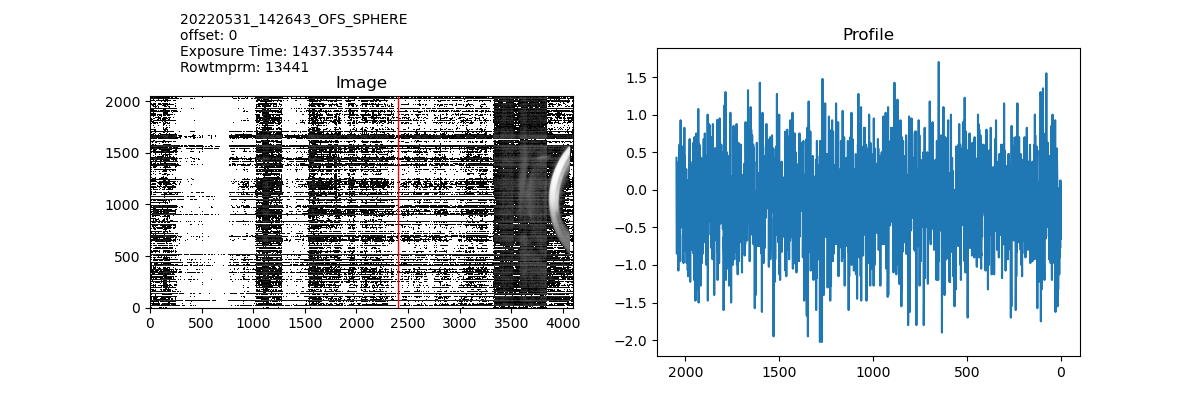 20220531_142643_OFS_SPHERE
offset: 0
Exposure Time: 1437.3535744
Rowtmprm: 13441
Image
2000
1500
1000
500
0
0 500 1000 1500 2000 2500 3000 3500 4000
Profile
1.5
1.0
0.5
0.0
−0.5
−1.0
−1.5
−2.0
2000 1500 1000 500 0